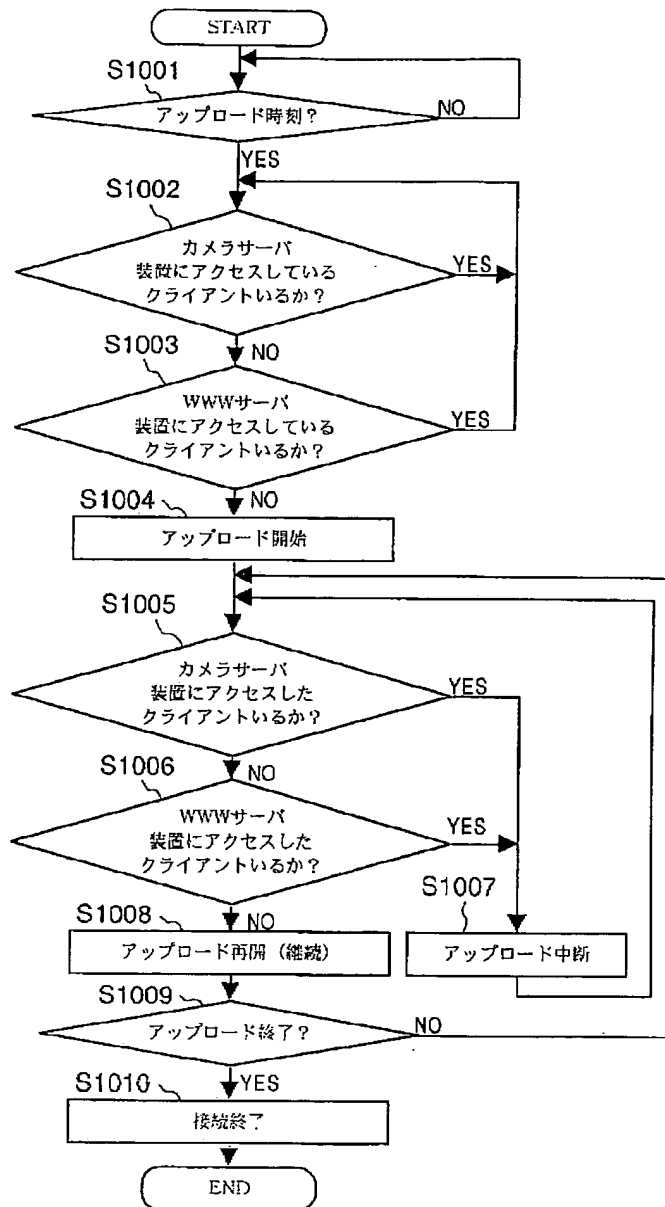 START
S1001
アップロード時刻？
NO
YES
S1002
カメラサーバ
装置にアクセスしている
クライアントいるか？
YES
NO
S1003
WWWサーバ
装置にアクセスしている
クライアントいるか？
YES
NO
S1004
アップロード開始
S1005
カメラサーバ
装置にアクセスした
クライアントいるか？
YES
NO
S1006
WWWサーバ
装置にアクセスした
クライアントいるか？
YES
NO
S1007
アップロード中断
S1008
アップロード再開（継続）
S1009
アップロード終了？
NO
YES
S1010
接続終了
END